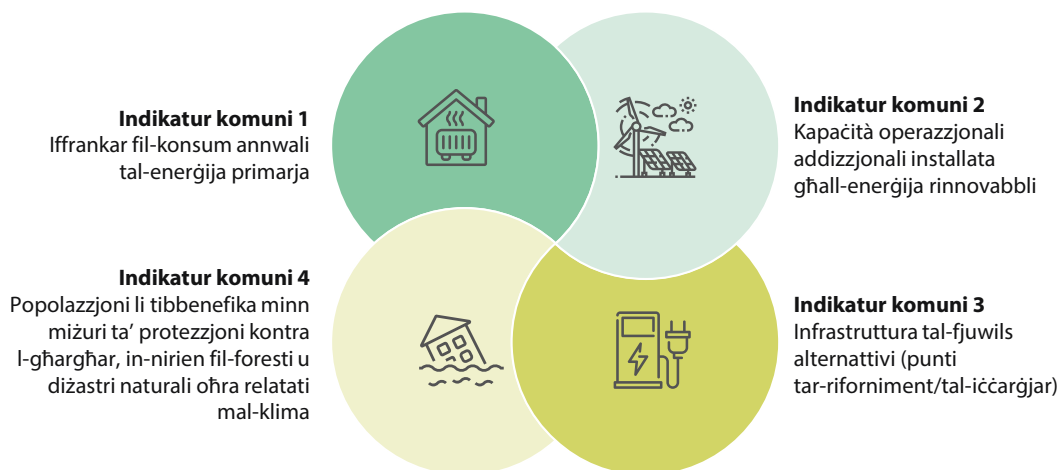 Indikatur komuni 1
Iffrankar fil-konsum annwali
tal-enerġija primarja
Indikatur komuni 2
Kapaċità operazzjonali
addizzjonali installata
għall-enerġija rinnovabbli
Indikatur komuni 4
Popolazzjoni li tibbenefika minn
miżuri ta’ protezzjoni kontra
l-għargħar, in-nirien fil-foresti u
diżastri naturali oħra relatati
mal-klima
Indikatur komuni 3
Infrastruttura tal-fjuwils
alternattivi (punti
tar-riforniment/tal-iċċarġjar)